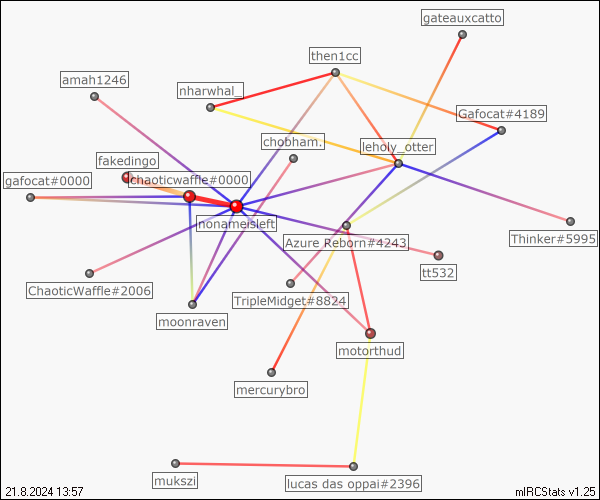 gateauxcatto
then1cc
amah1246
nharwhal_
Gafocat#4189
chobham.
leholy_otter
fakedingo
chaoticwaffle#0000
gafocat#0000
nonameisleft
Azure Reborn#4243
Thinker#5995
tt532
ChaoticWaffle#2006
TripleMidget#8824
moonraven
motorthud
mercurybro
mukszi
lucas das oppai#2396
21.8.2024 13:57
mIRCStats v1.25